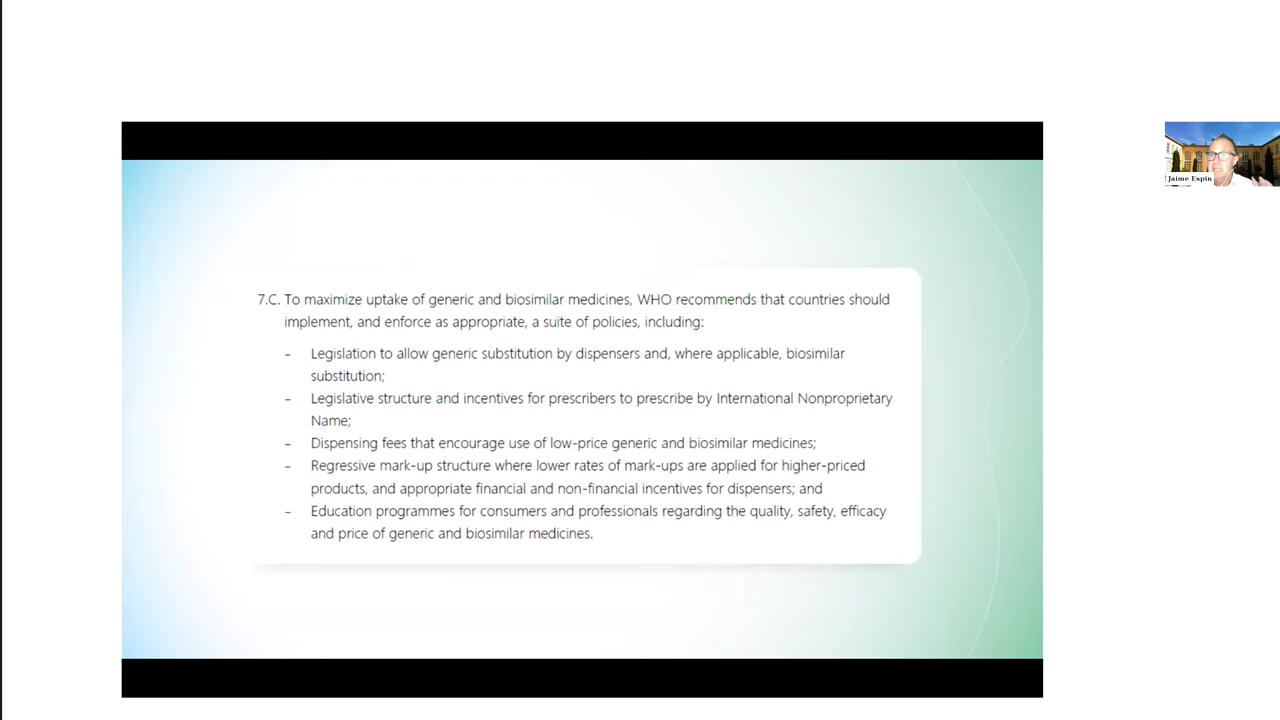 7.C. To maximize uptake of generic and biosimilar medicines, WHO recommends that countries should
implement, and enforce as appropriate, a suite of policies, including:
- Legislation to allow generic substitution by dispensers and, where applicable, biosimilar
substitution;
- Legislative structure and incentives for prescribers to prescribe by International Nonproprietary
Name;
- Dispensing fees that encourage use of low-price generic and biosimilar medicines;
- Regressive mark-up structure where lower rates of mark-ups are applied for higher-priced
products, and appropriate financial and non-financial incentives for dispensers; and
- Education programmes for consumers and professionals regarding the quality, safety, efficacy
and price of generic and biosimilar medicines.
Jaime Espin